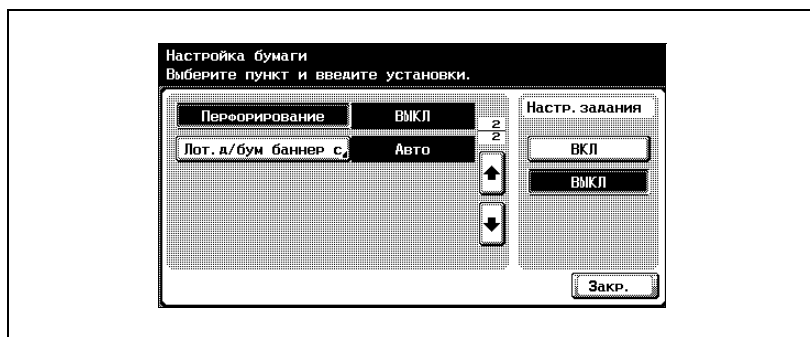 Настройка бумаги
Выберите пункт и введите установки.
Перфорирование
ВЫКЛ
Лот.д/бум баннер с
Авто
2
2
Настр. задания
ВКЛ
ВЫКЛ
Закр.